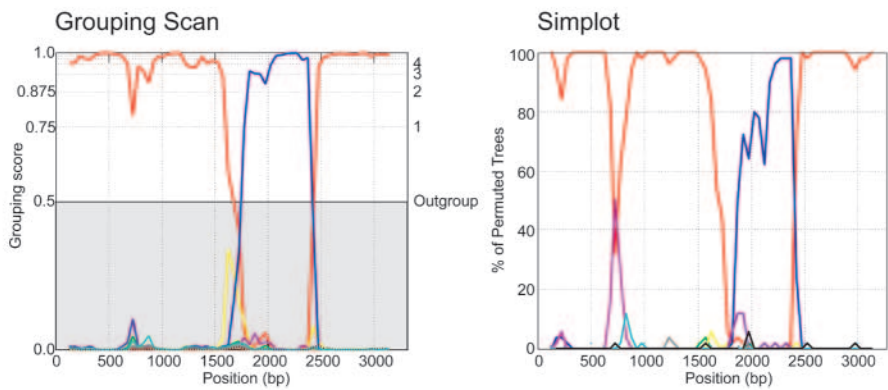 Grouping Scan
Simplot
1.0
0.875
0.75
0.5
0.0
Grouping score
4
3
2
1
Outgroup
0 500 1000 1500 2000 2500 3000
Position (bp)
100
80
60
40
20
0
% of Permuted Trees
0 500 1000 1500 2000 2500 3000
Position (bp)